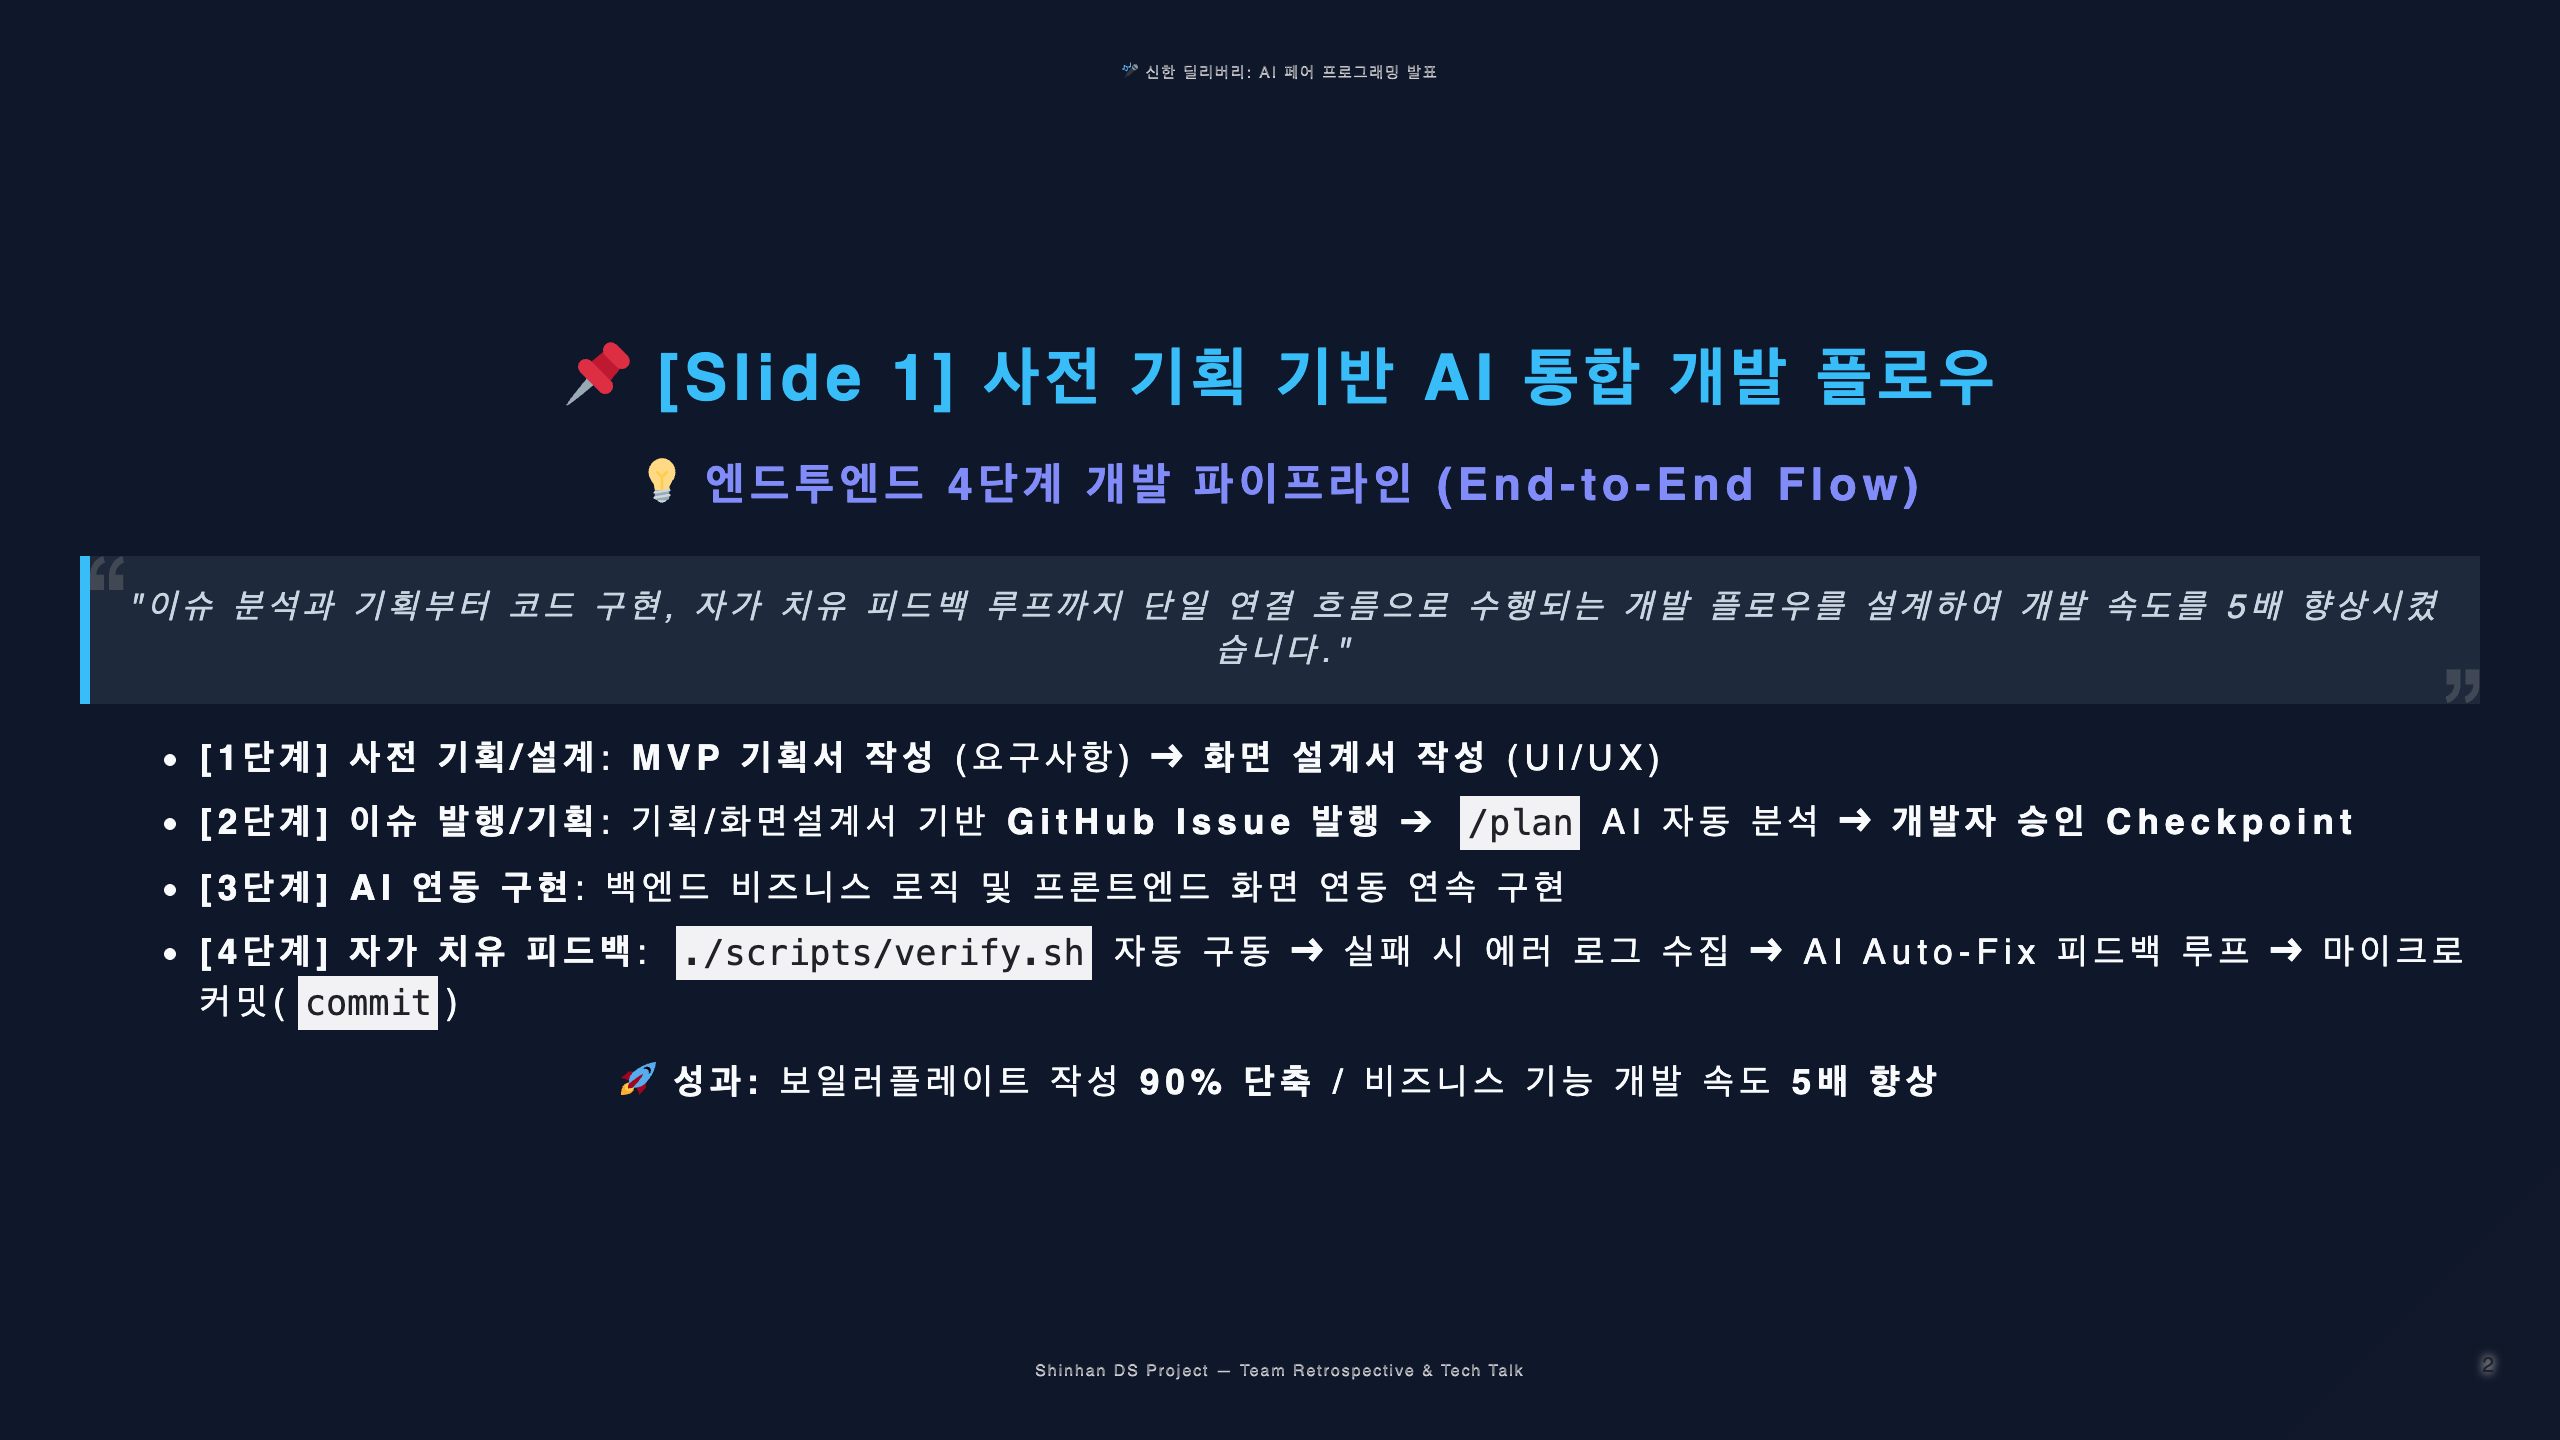 신한 딜리버리: AI 페어 프로그래밍 발표
[Slide 1] 사전 기획 기반 AI 통합 개발 플로우
엔드투엔드 4단계 개발 파이프라인 (End-to-End Flow)
"이슈 분석과 기획부터 코드 구현, 자가 치유 피드백 루프까지 단일 연결 흐름으로 수행되는 개발 플로우를 설계하여 개발 속도를 5배 향상시켰
습니다."
• [1단계] 사전 기획/설계: MVP 기획서 작성 (요구사항) ➔ 화면 설계서 작성 (UI/UX)
• [2단계] 이슈 발행/기획: 기획/화면설계서 기반 GitHub Issue 발행 ➔ /plan AI 자동 분석 ➔ 개발자 승인 Checkpoint
• [3단계] AI 연동 구현: 백엔드 비즈니스 로직 및 프론트엔드 화면 연동 연속 구현
• [4단계] 자가 치유 피드백: ./scripts/verify.sh 자동 구동 ➔ 실패 시 에러 로그 수집 ➔ AI Auto-Fix 피드백 루프 ➔ 마이크로
커밋( commit )
🚀 성과: 보일러플레이트 작성 90% 단축 / 비즈니스 기능 개발 속도 5배 향상
Shinhan DS Project — Team Retrospective & Tech Talk
2